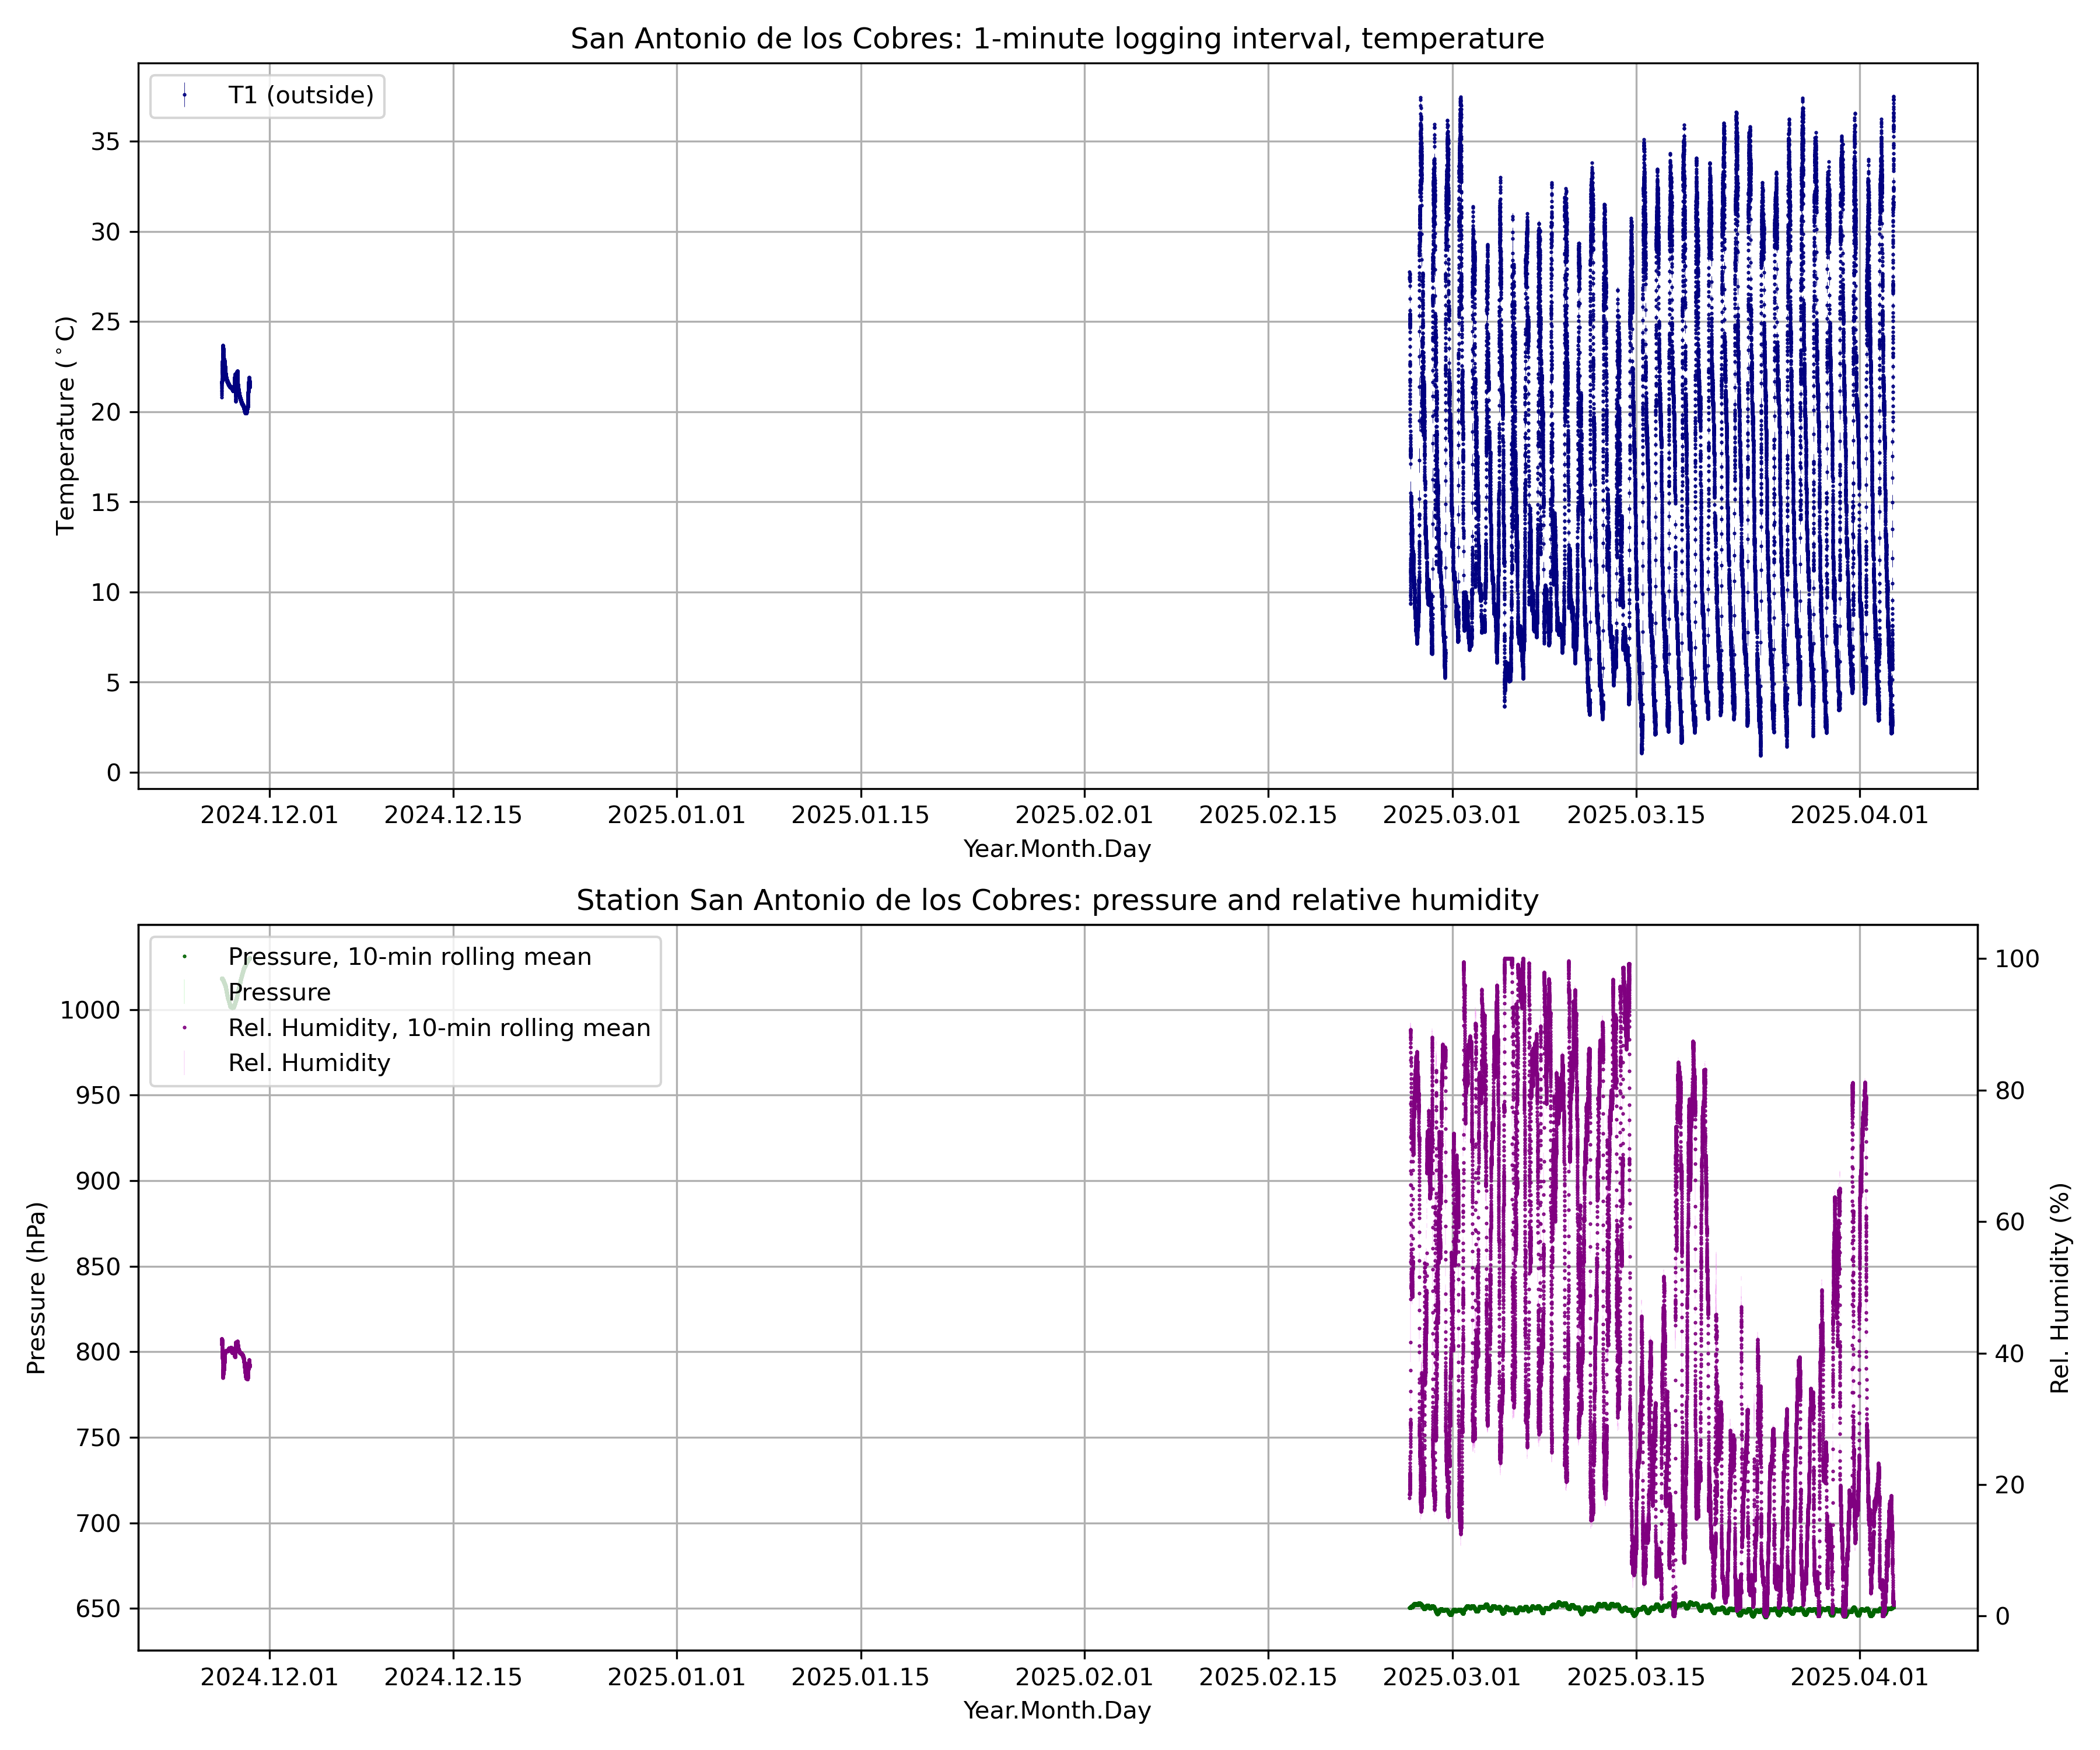 San Antonio de los Cobres: 1-minute logging interval, temperature
T1 (outside)
35
30
25
20
15
10
5
0
Temperature (°C)
2024.12.01 2024.12.15 2025.01.01 2025.01.15 2025.02.01 2025.02.15 2025.03.01 2025.03.15 2025.04.01
Year.Month.Day
Station San Antonio de los Cobres: pressure and relative humidity
Pressure, 10-min rolling mean
Pressure
Rel. Humidity, 10-min rolling mean
Rel. Humidity
1000
950
900
850
800
750
700
650
Pressure (hPa)
100
80
60
40
20
0
Rel. Humidity (%)
2024.12.01 2024.12.15 2025.01.01 2025.01.15 2025.02.01 2025.02.15 2025.03.01 2025.03.15 2025.04.01
Year.Month.Day